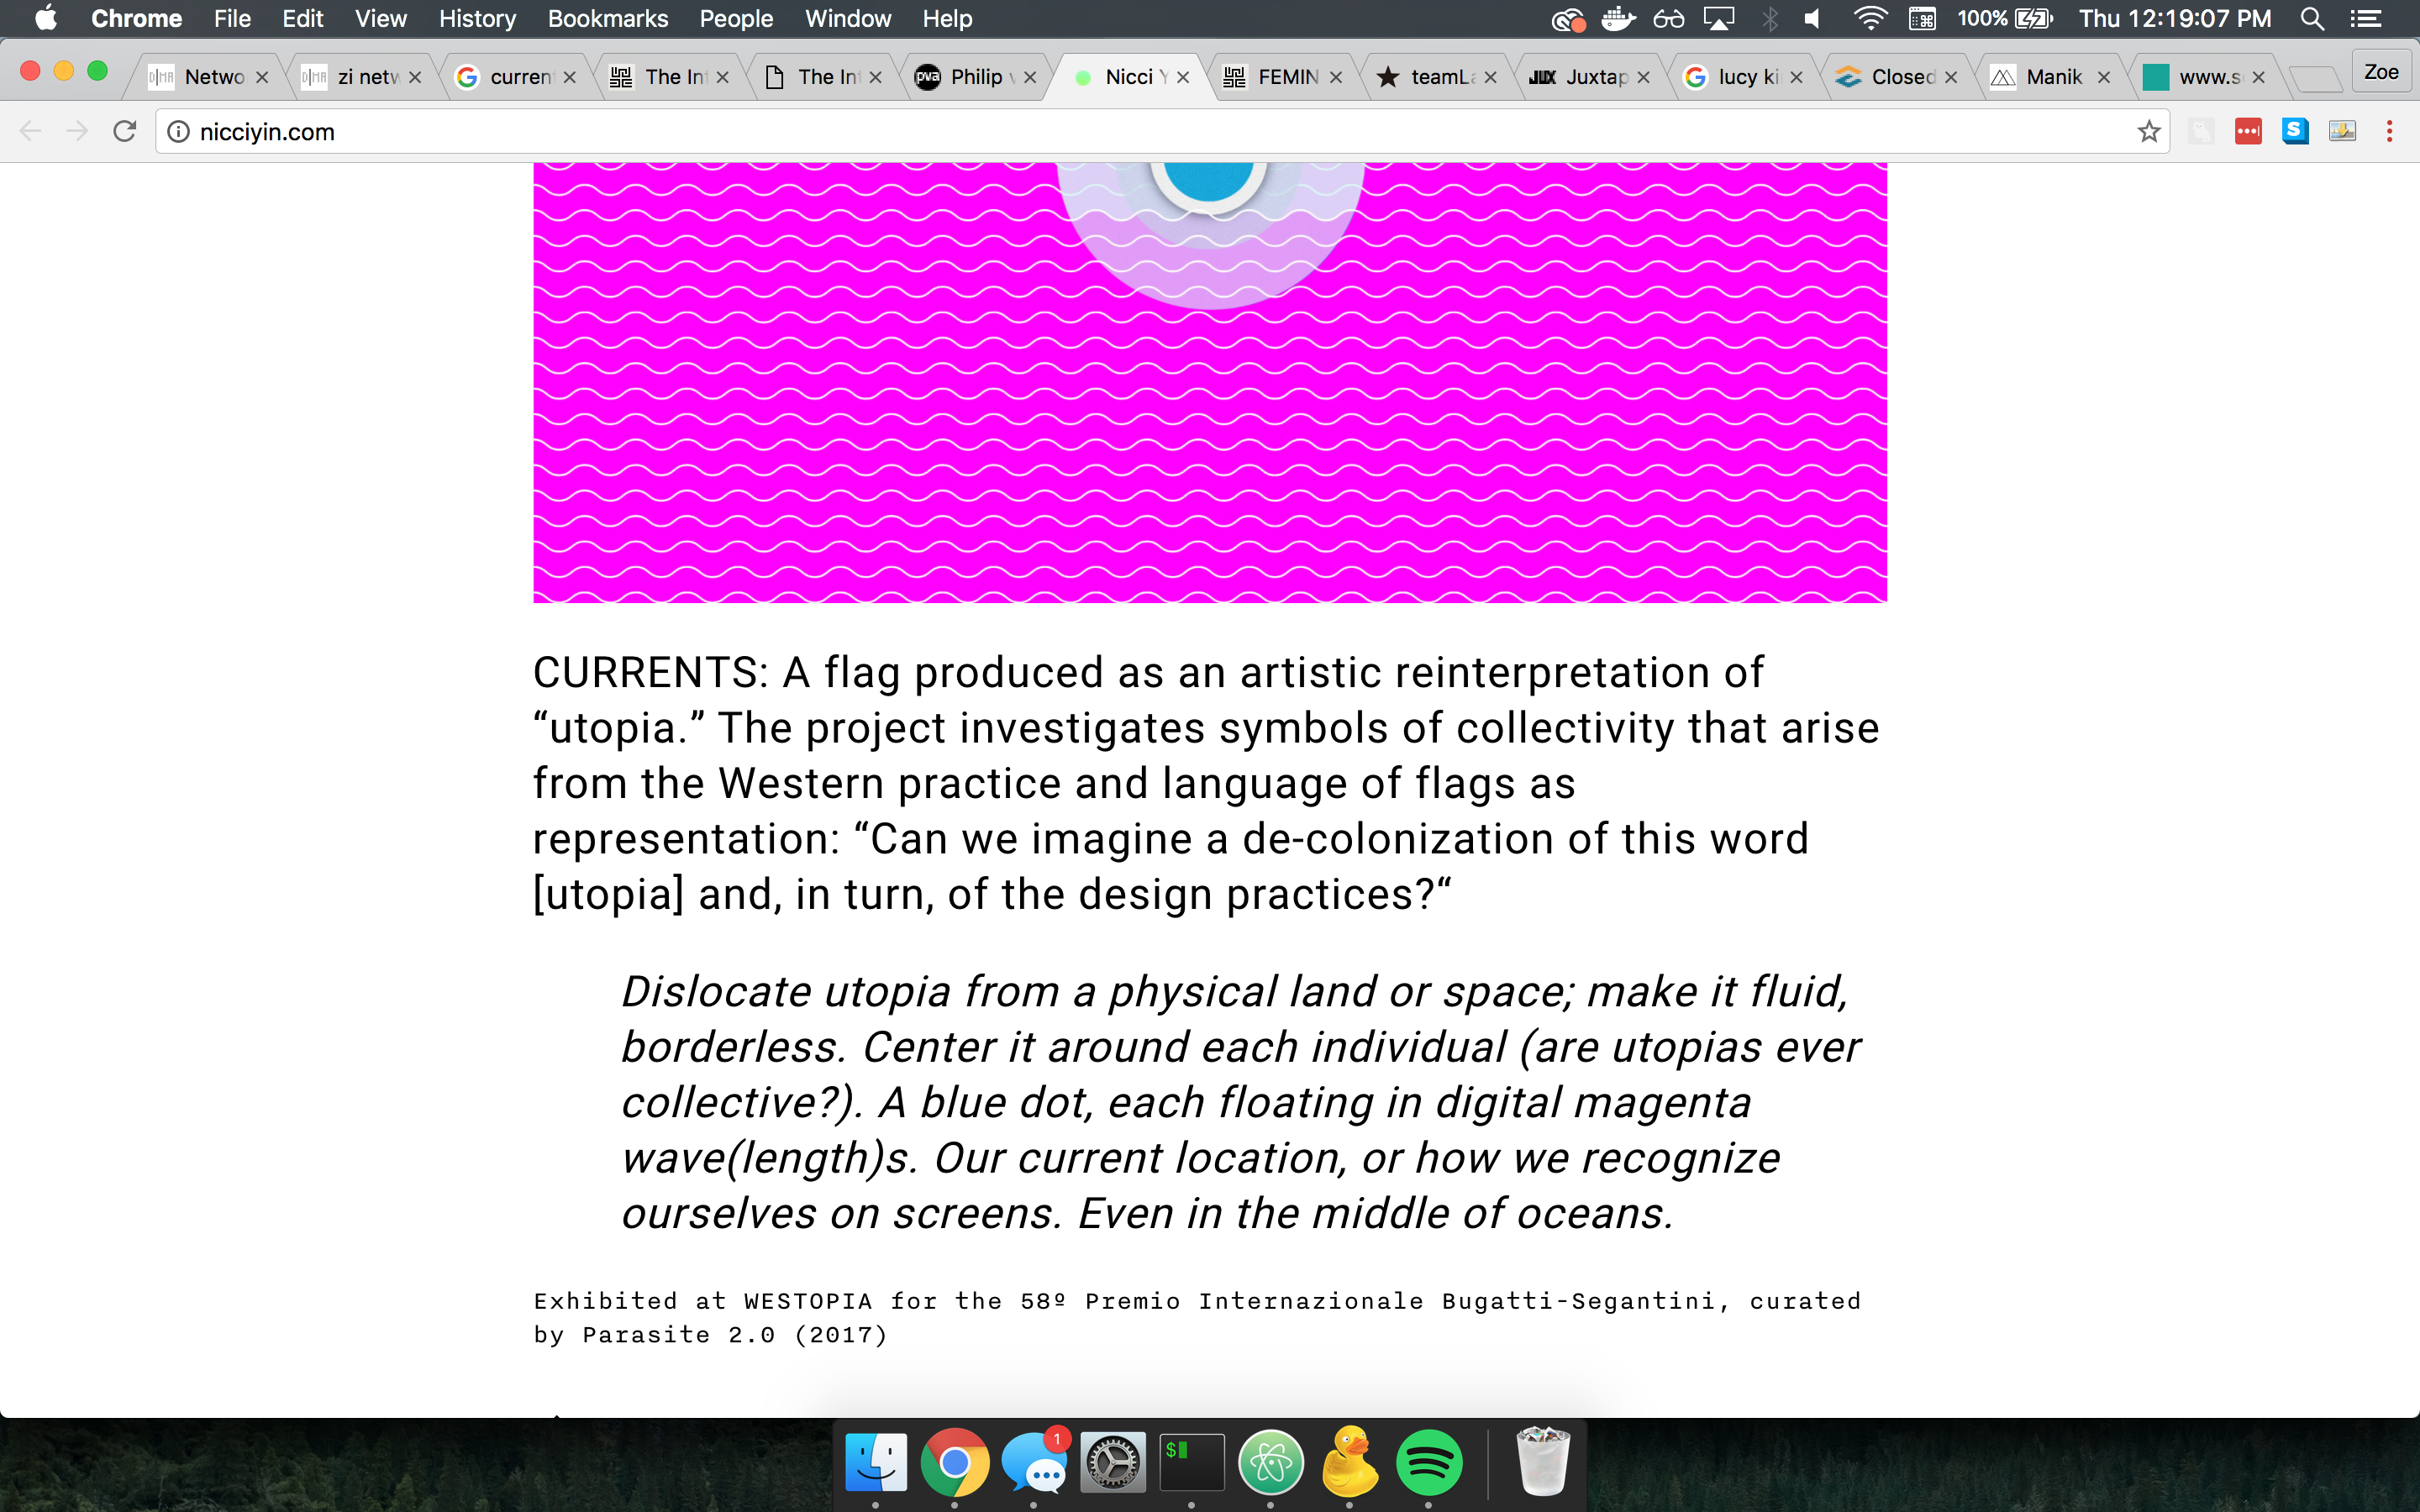 Chrome File Edit View History Bookmarks People Window Help 100% Thu 12:19:07 PM
Netwo zi netw curren The In The In pva Philip Nicci Y FEMIN teamLa JUX Juxtap lucy ki Closed Manik www.s Zoe
nicciyin.com S
CURRENTS: A flag produced as an artistic reinterpretation of
“utopia.” The project investigates symbols of collectivity that arise
from the Western practice and language of flags as
representation: “Can we imagine a de-colonization of this word
[utopia] and, in turn, of the design practices?“
Dislocate utopia from a physical land or space; make it fluid,
borderless. Center it around each individual (are utopias ever
collective?). A blue dot, each floating in digital magenta
wave(length)s. Our current location, or how we recognize
ourselves on screens. Even in the middle of oceans.
Exhibited at WESTOPIA for the 58º Premio Internazionale Bugatti-Segantini, curated
by Parasite 2.0 (2017)
1
$